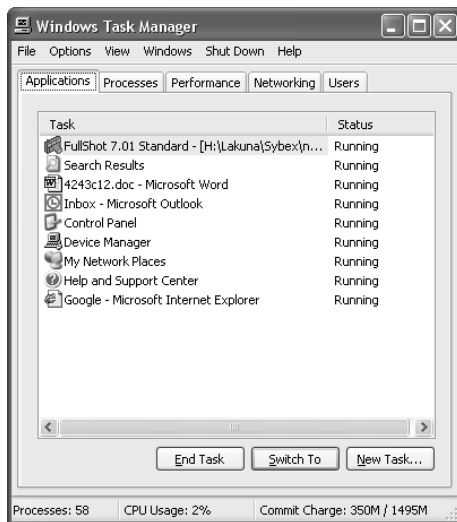 Windows Task Manager
File Options View Windows Shut Down Help
Applications Processes Performance Networking Users
Task Status
FullShot 7.01 Standard - [H:\Lakuna\Sybex\n... Running
Search Results Running
4243c12.doc - Microsoft Word Running
Inbox - Microsoft Outlook Running
Control Panel Running
Device Manager Running
My Network Places Running
Help and Support Center Running
Google - Microsoft Internet Explorer Running
End Task Switch To New Task...
Processes: 58 CPU Usage: 2% Commit Charge: 350M / 1495M